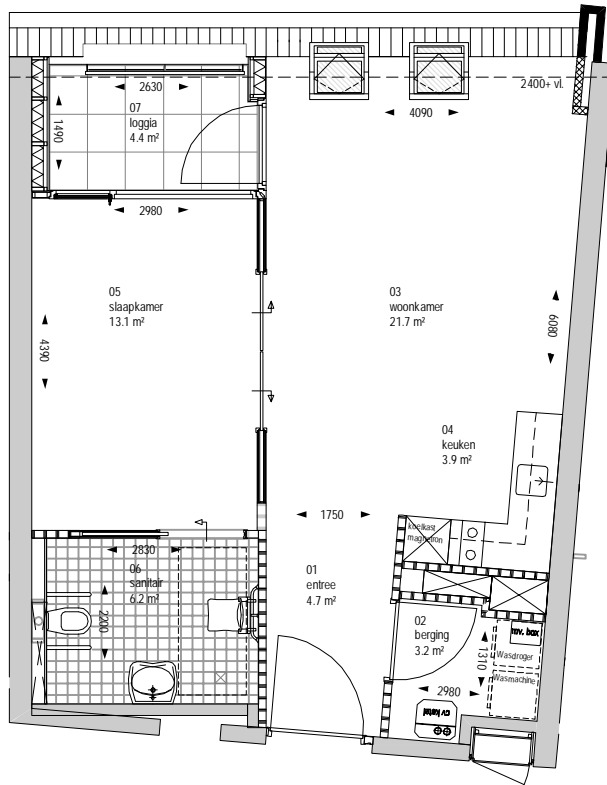 2630
2400+ vl.
07
loggia
4.4 m²
4090
1490
2980
05
slaapkamer
13.1 m²
03
woonkamer
21.7 m²
6080
4390
04
keuken
3.9 m²
1750
koelkast
magnetron
2830
06
sanitair
6.2 m²
01
entree
4.7 m²
2200
02
berging
3.2 m²
mv. box
1310
Wasdroger
Wasmachine
2980
cv ketel